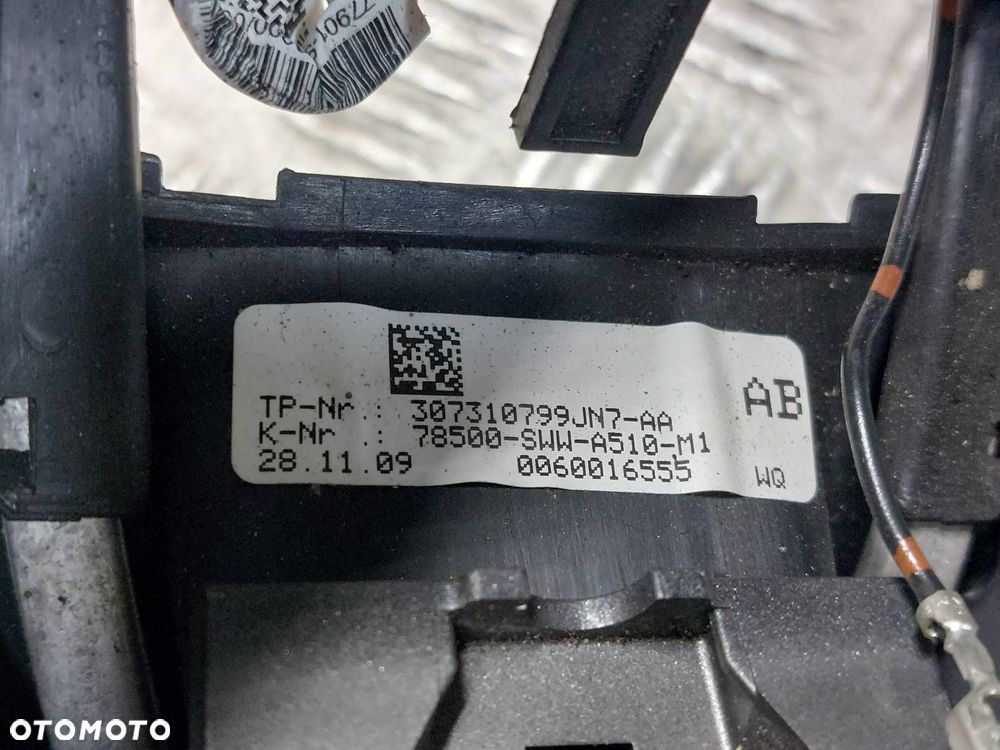 AB
TP-Nr.: 307310799JN7-AA
K-Nr .: 78500-SWW-A510-M1
28.11.09 0060016555 WQ
OTOMOTO